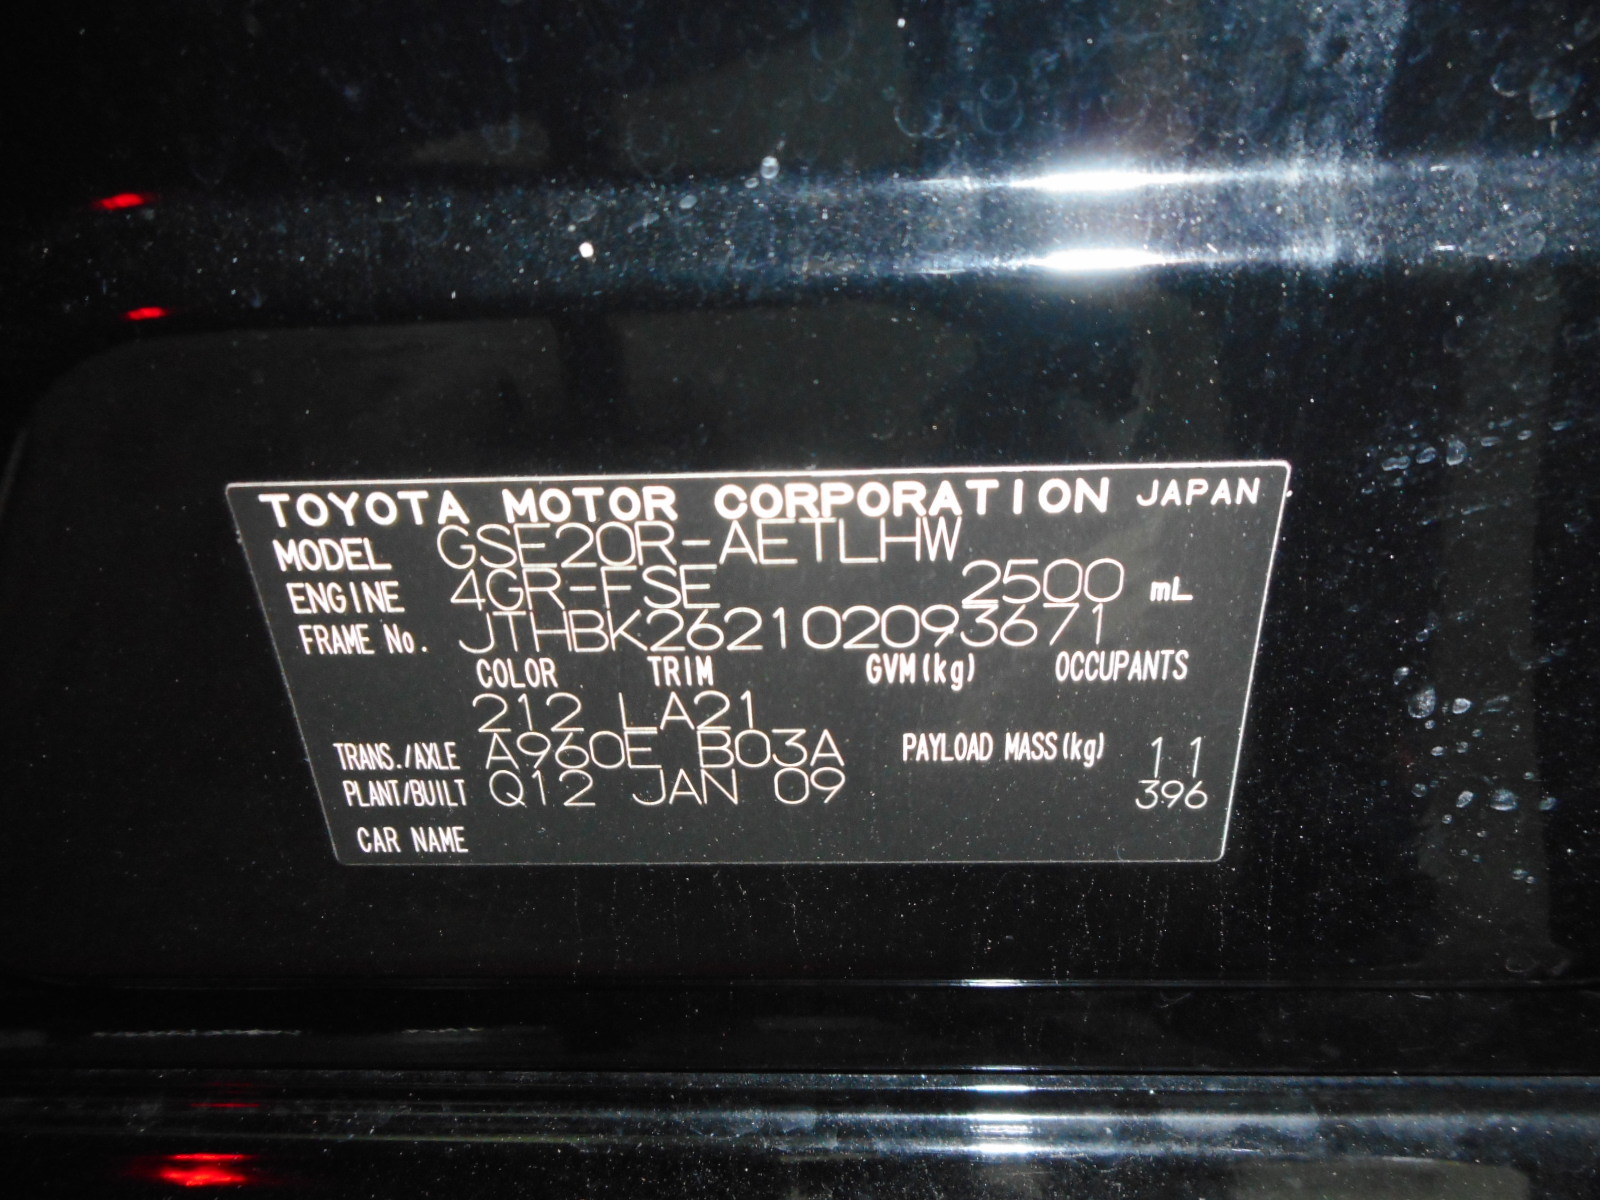 TOYOTA MOTOR CORPORATION JAPAN
MODEL GSE20R-AETLHW
ENGINE 4GR-FSE 2500 mL
FRAME No. JTHBK262102093671
COLOR TRIM GVM(kg) OCCUPANTS
212 LA21
TRANS./AXLE A960E B03A PAYLOAD MASS(kg) 11
PLANT/BUILT Q12 JAN 09 396
CAR NAME